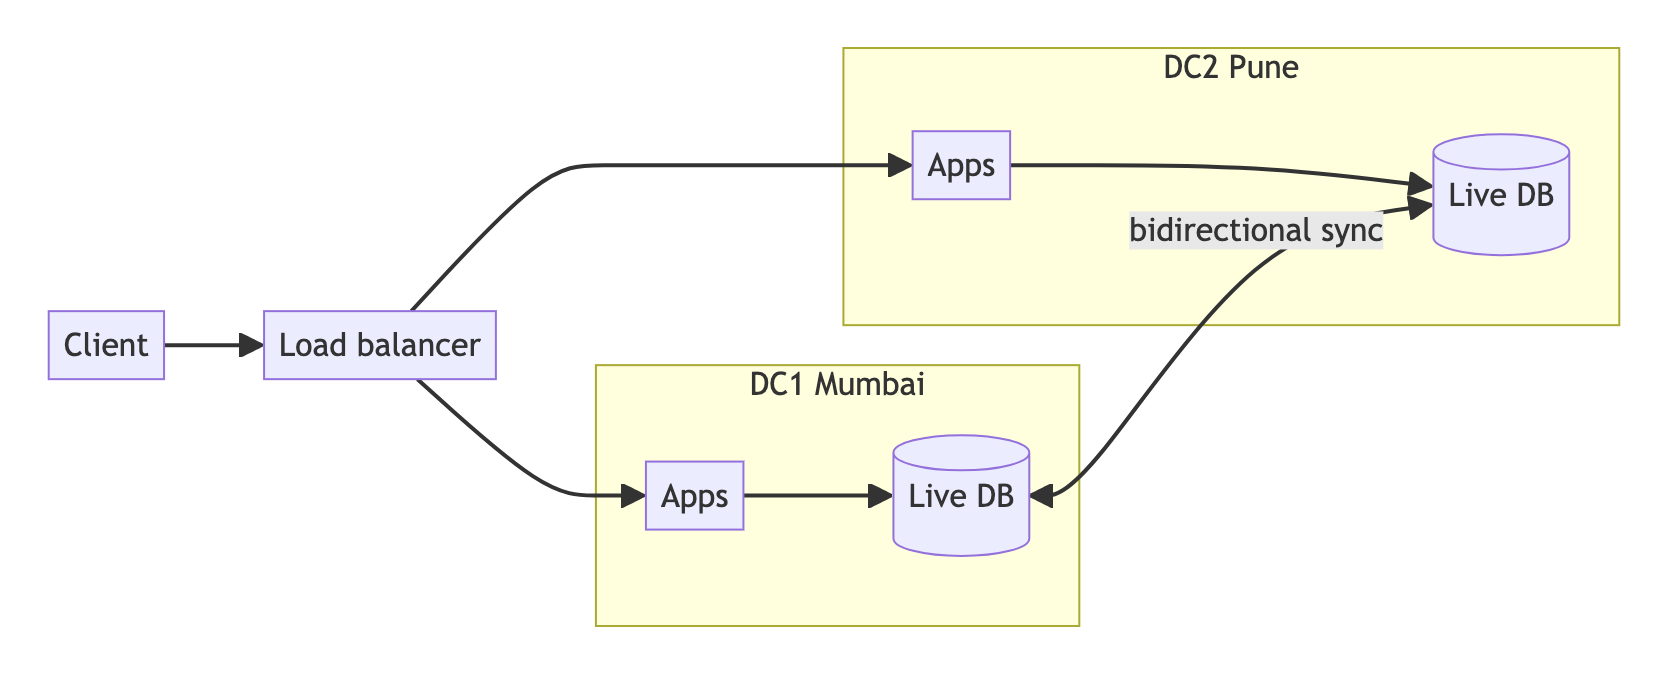 DC2 Pune
Apps
Live DB
bidirectional sync
Client
Load balancer
DC1 Mumbai
Apps
Live DB